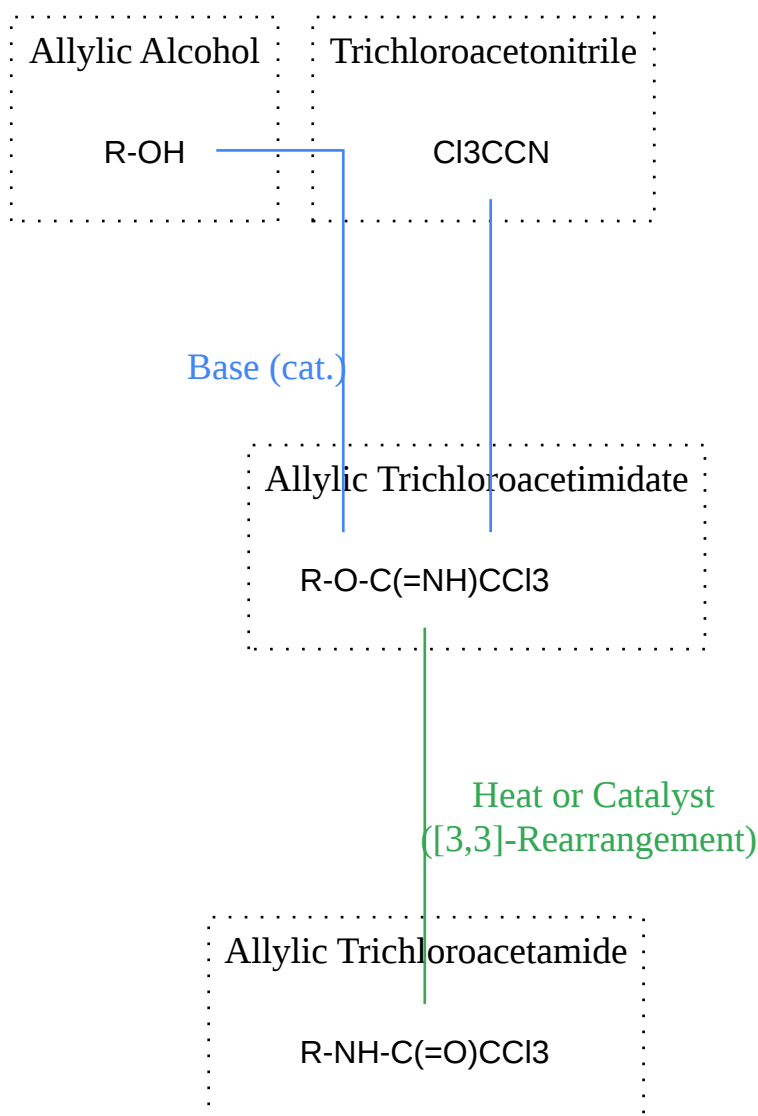 Allylic Alcohol
Trichloroacetonitrile
R-OH
Cl3CCN
Base (cat.)
Allylic Trichloroacetimidate
R-O-C(=NH)CCl3
Heat or Catalyst
([3,3]-Rearrangement)
Allylic Trichloroacetamide
R-NH-C(=O)CCl3